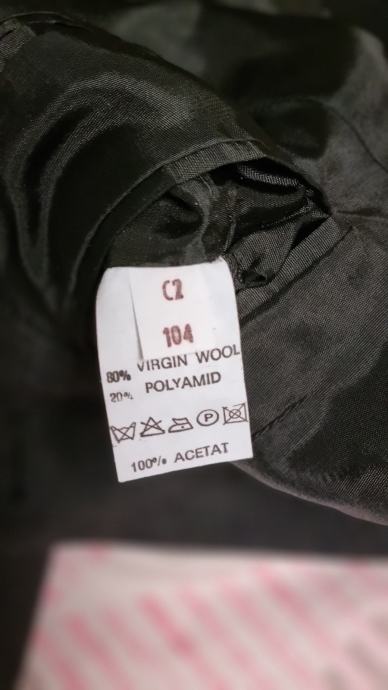 C2
104
80% VIRGIN WOOL
20% POLYAMID
P
100% ACETAT